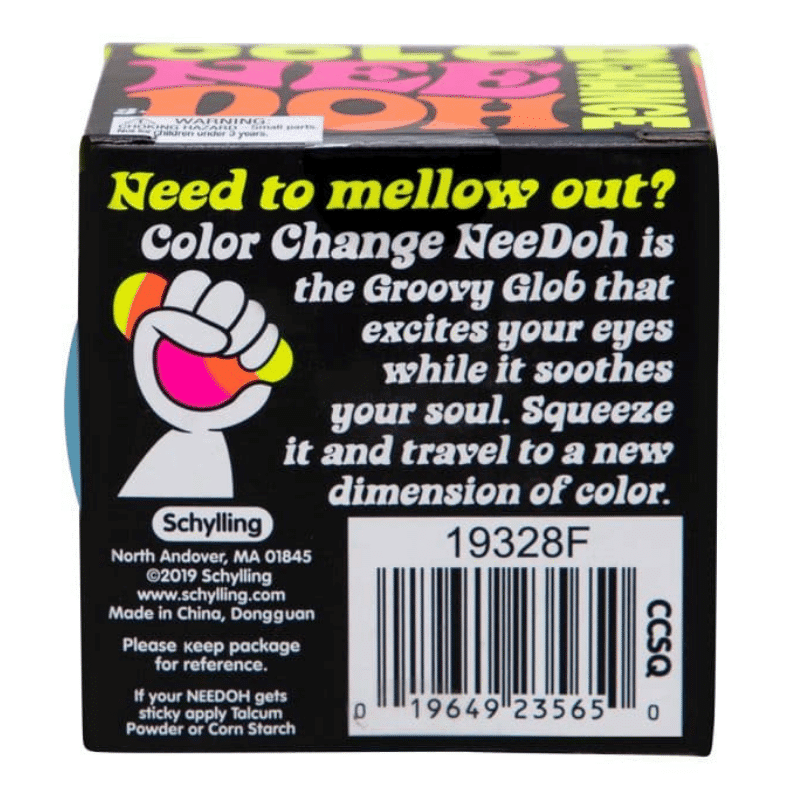 COLOR
NEE
DOH
CHANGE
WARNING:
CHOKING HAZARD - Small parts.
Not for Children under 3 years.
Need to mellow out?
Color Change NeeDoh is
the Groovy Glob that
excites your eyes
while it soothes
your soul. Squeeze
it and travel to a new
dimension of color.
Schylling
North Andover, MA 01845
©2019 Schylling
www.schylling.com
Made in China, Dongguan
Please keep package
for reference.
If your NEEDOH gets
sticky apply Talcum
Powder or Corn Starch
19328F
CCSQ
0 19649 23565 0